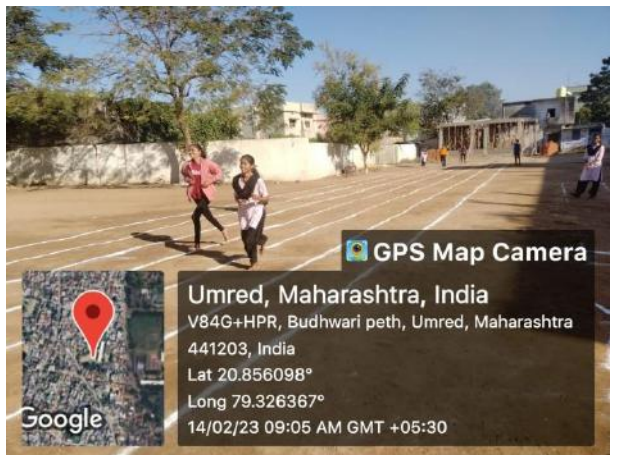 GPS Map Camera
Umred, Maharashtra, India
V84G+HPR, Budhwari peth, Umred, Maharashtra
441203, India
Lat 20.856098°
Long 79.326367°
14/02/23 09:05 AM GMT +05:30
Google